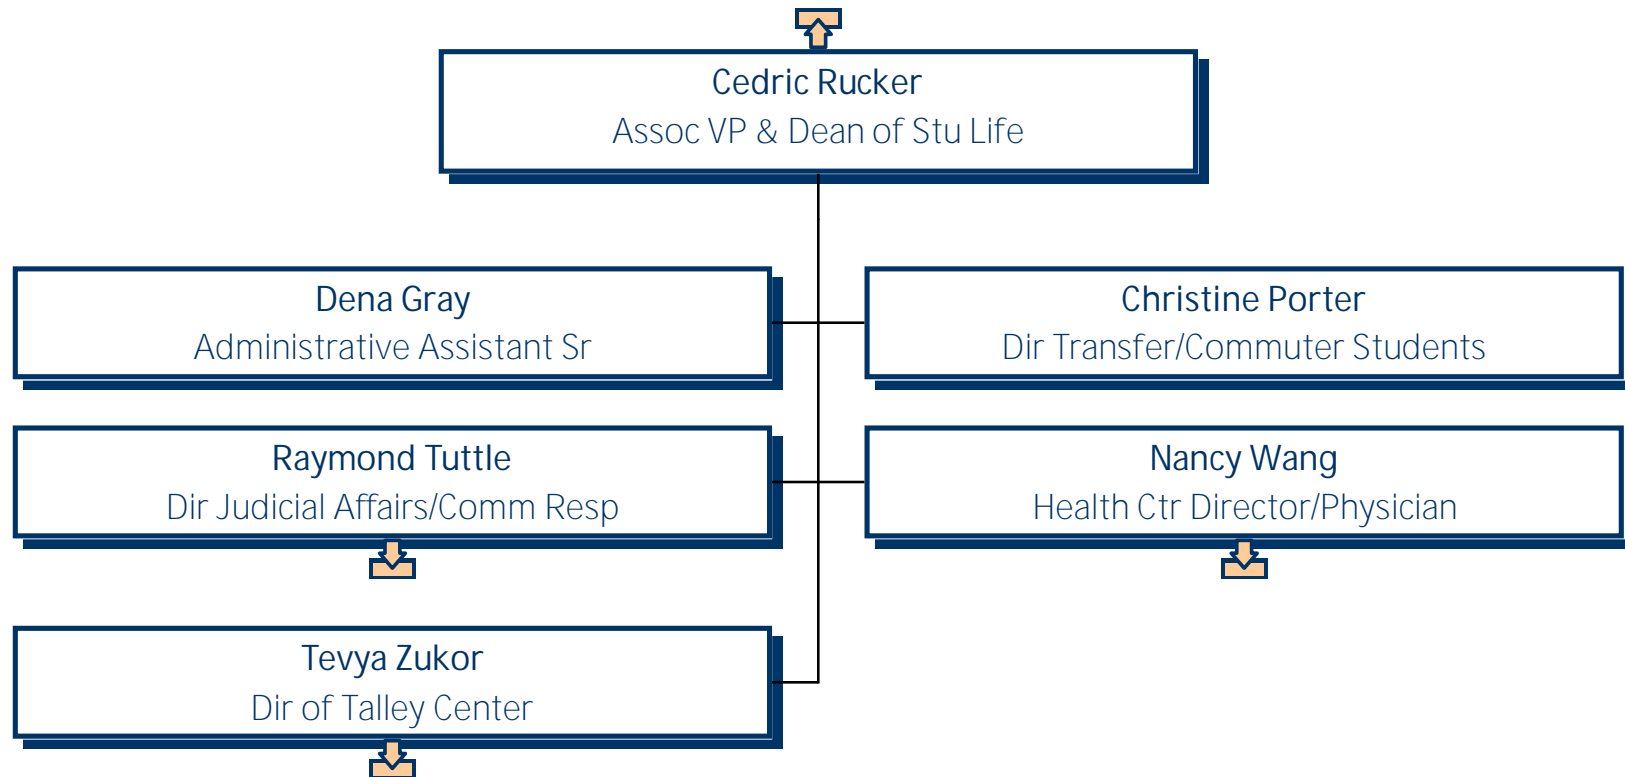 Cedric Rucker
Assoc VP & Dean of Stu Life
Dena Gray
Administrative Assistant Sr
Christine Porter
Dir Transfer/Commuter Students
Raymond Tuttle
Dir Judicial Affairs/Comm Resp
Nancy Wang
Health Ctr Director/Physician
Tevya Zukor
Dir of Talley Center